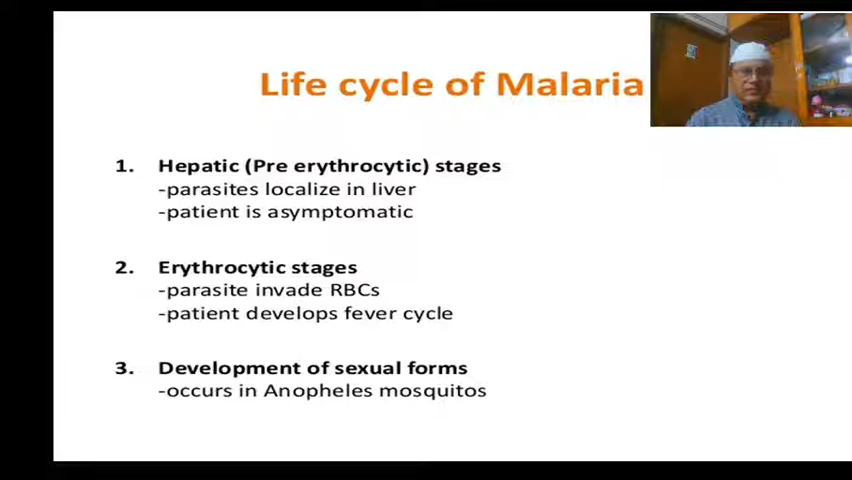 Life cycle of Malaria
1. Hepatic (Pre erythrocytic) stages
-parasites localize in liver
-patient is asymptomatic
2. Erythrocytic stages
-parasite invade RBCs
-patient develops fever cycle
3. Development of sexual forms
-occurs in Anopheles mosquitos